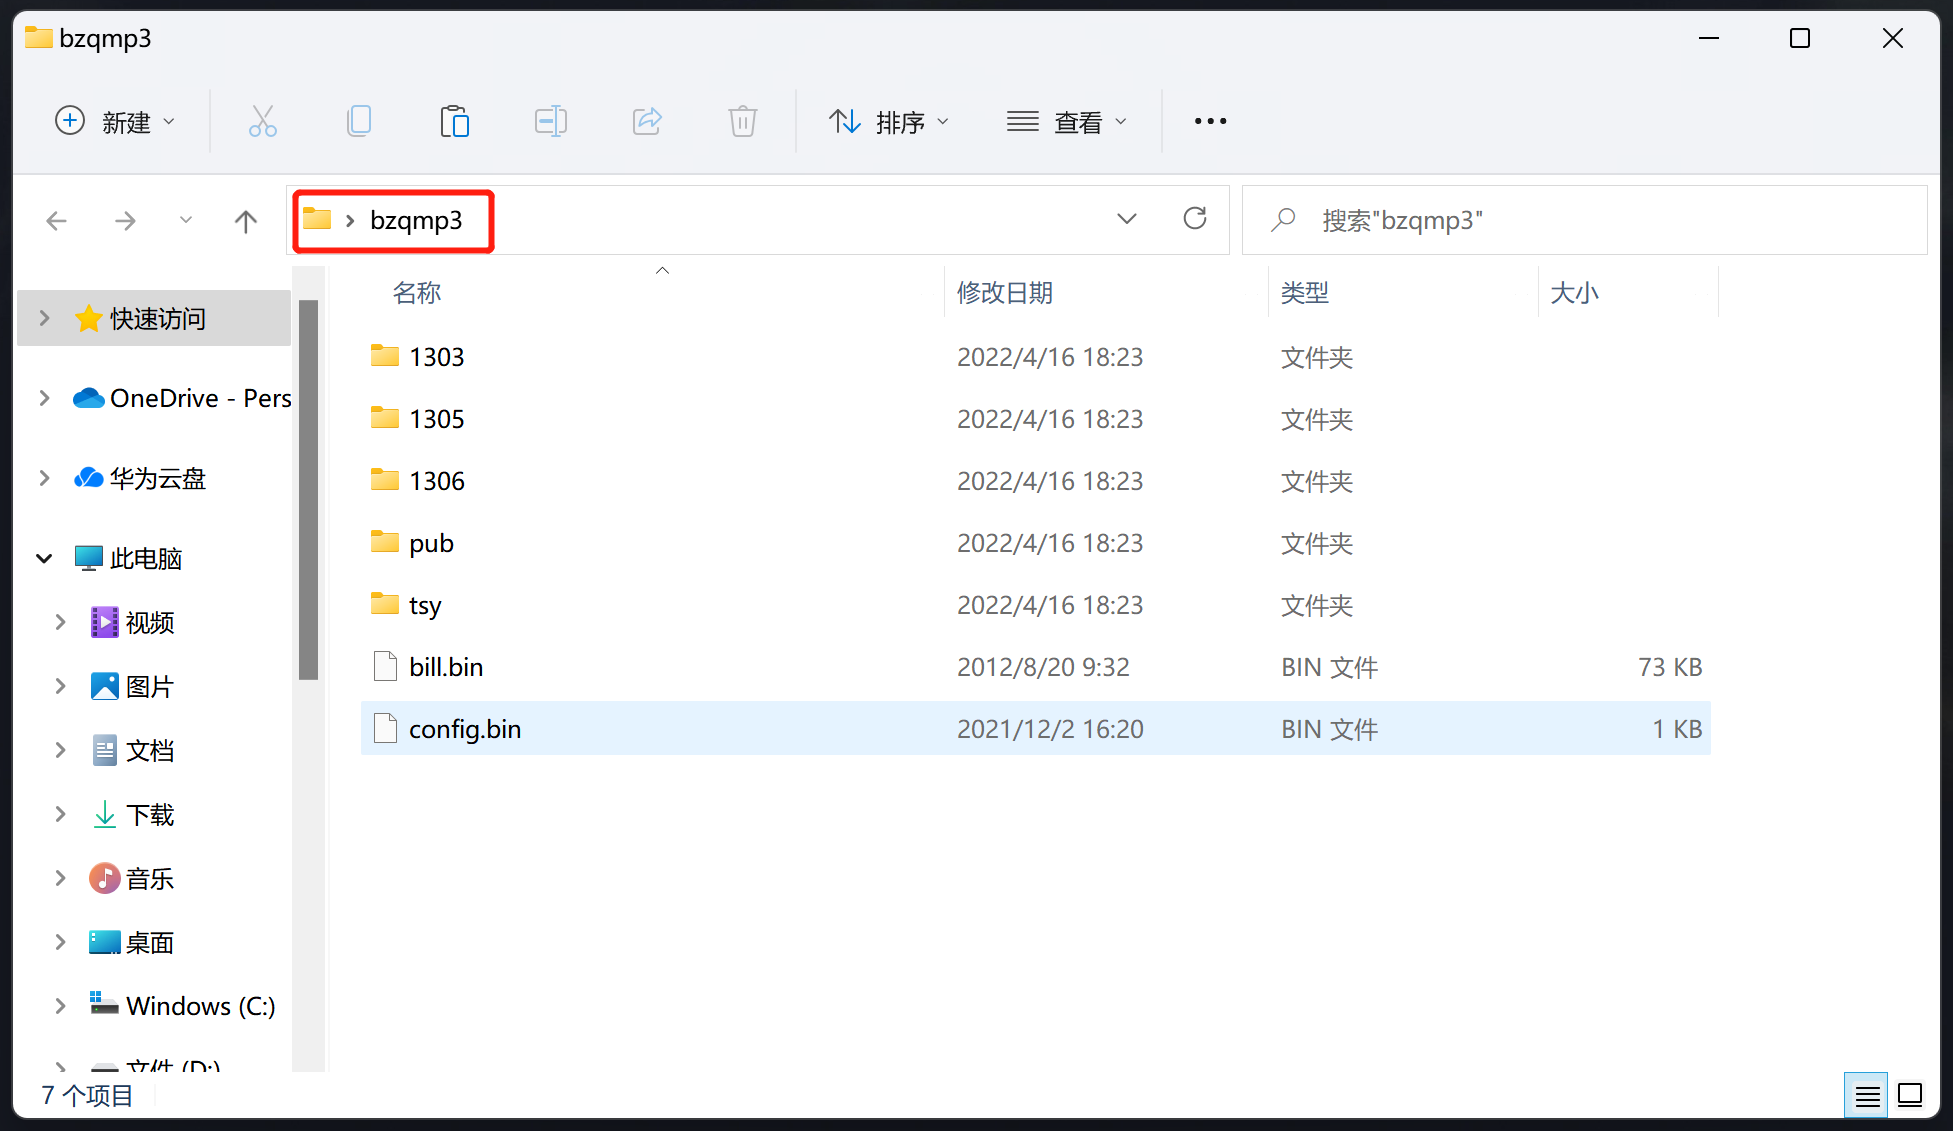 bzqmp3
新建
排序
查看
bzqmp3
搜索"bzqmp3"
名称 修改日期 类型 大小
快速访问
OneDrive - Pers
华为云盘
此电脑
视频
图片
文档
下载
音乐
桌面
Windows (C:)
文件 (D:)
1303 2022/4/16 18:23 文件夹
1305 2022/4/16 18:23 文件夹
1306 2022/4/16 18:23 文件夹
pub 2022/4/16 18:23 文件夹
tsy 2022/4/16 18:23 文件夹
bill.bin 2012/8/20 9:32 BIN 文件 73 KB
config.bin 2021/12/2 16:20 BIN 文件 1 KB
7 个项目